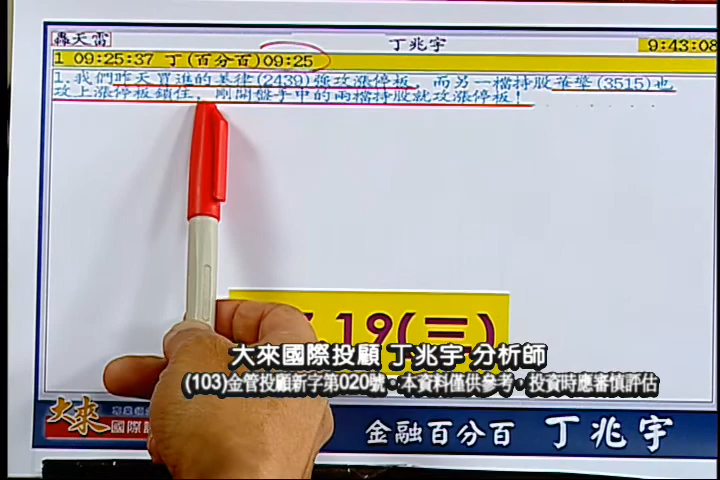 轟天雷
丁兆宇
9:43:08
1 09:25:37 丁(百分百)09:25
1.我們昨天買進的美律(2439)強攻漲停板，而另一檔持股華擎(3515)也
攻上漲停板鎖住，剛開盤手中的兩檔持股就攻漲停板！
19(三)
大來國際投顧 丁兆宇 分析師
(103)金管投顧新字第020號·本資料僅供參考·投資時應審慎評估
大來
國際
金融百分百 丁兆宇